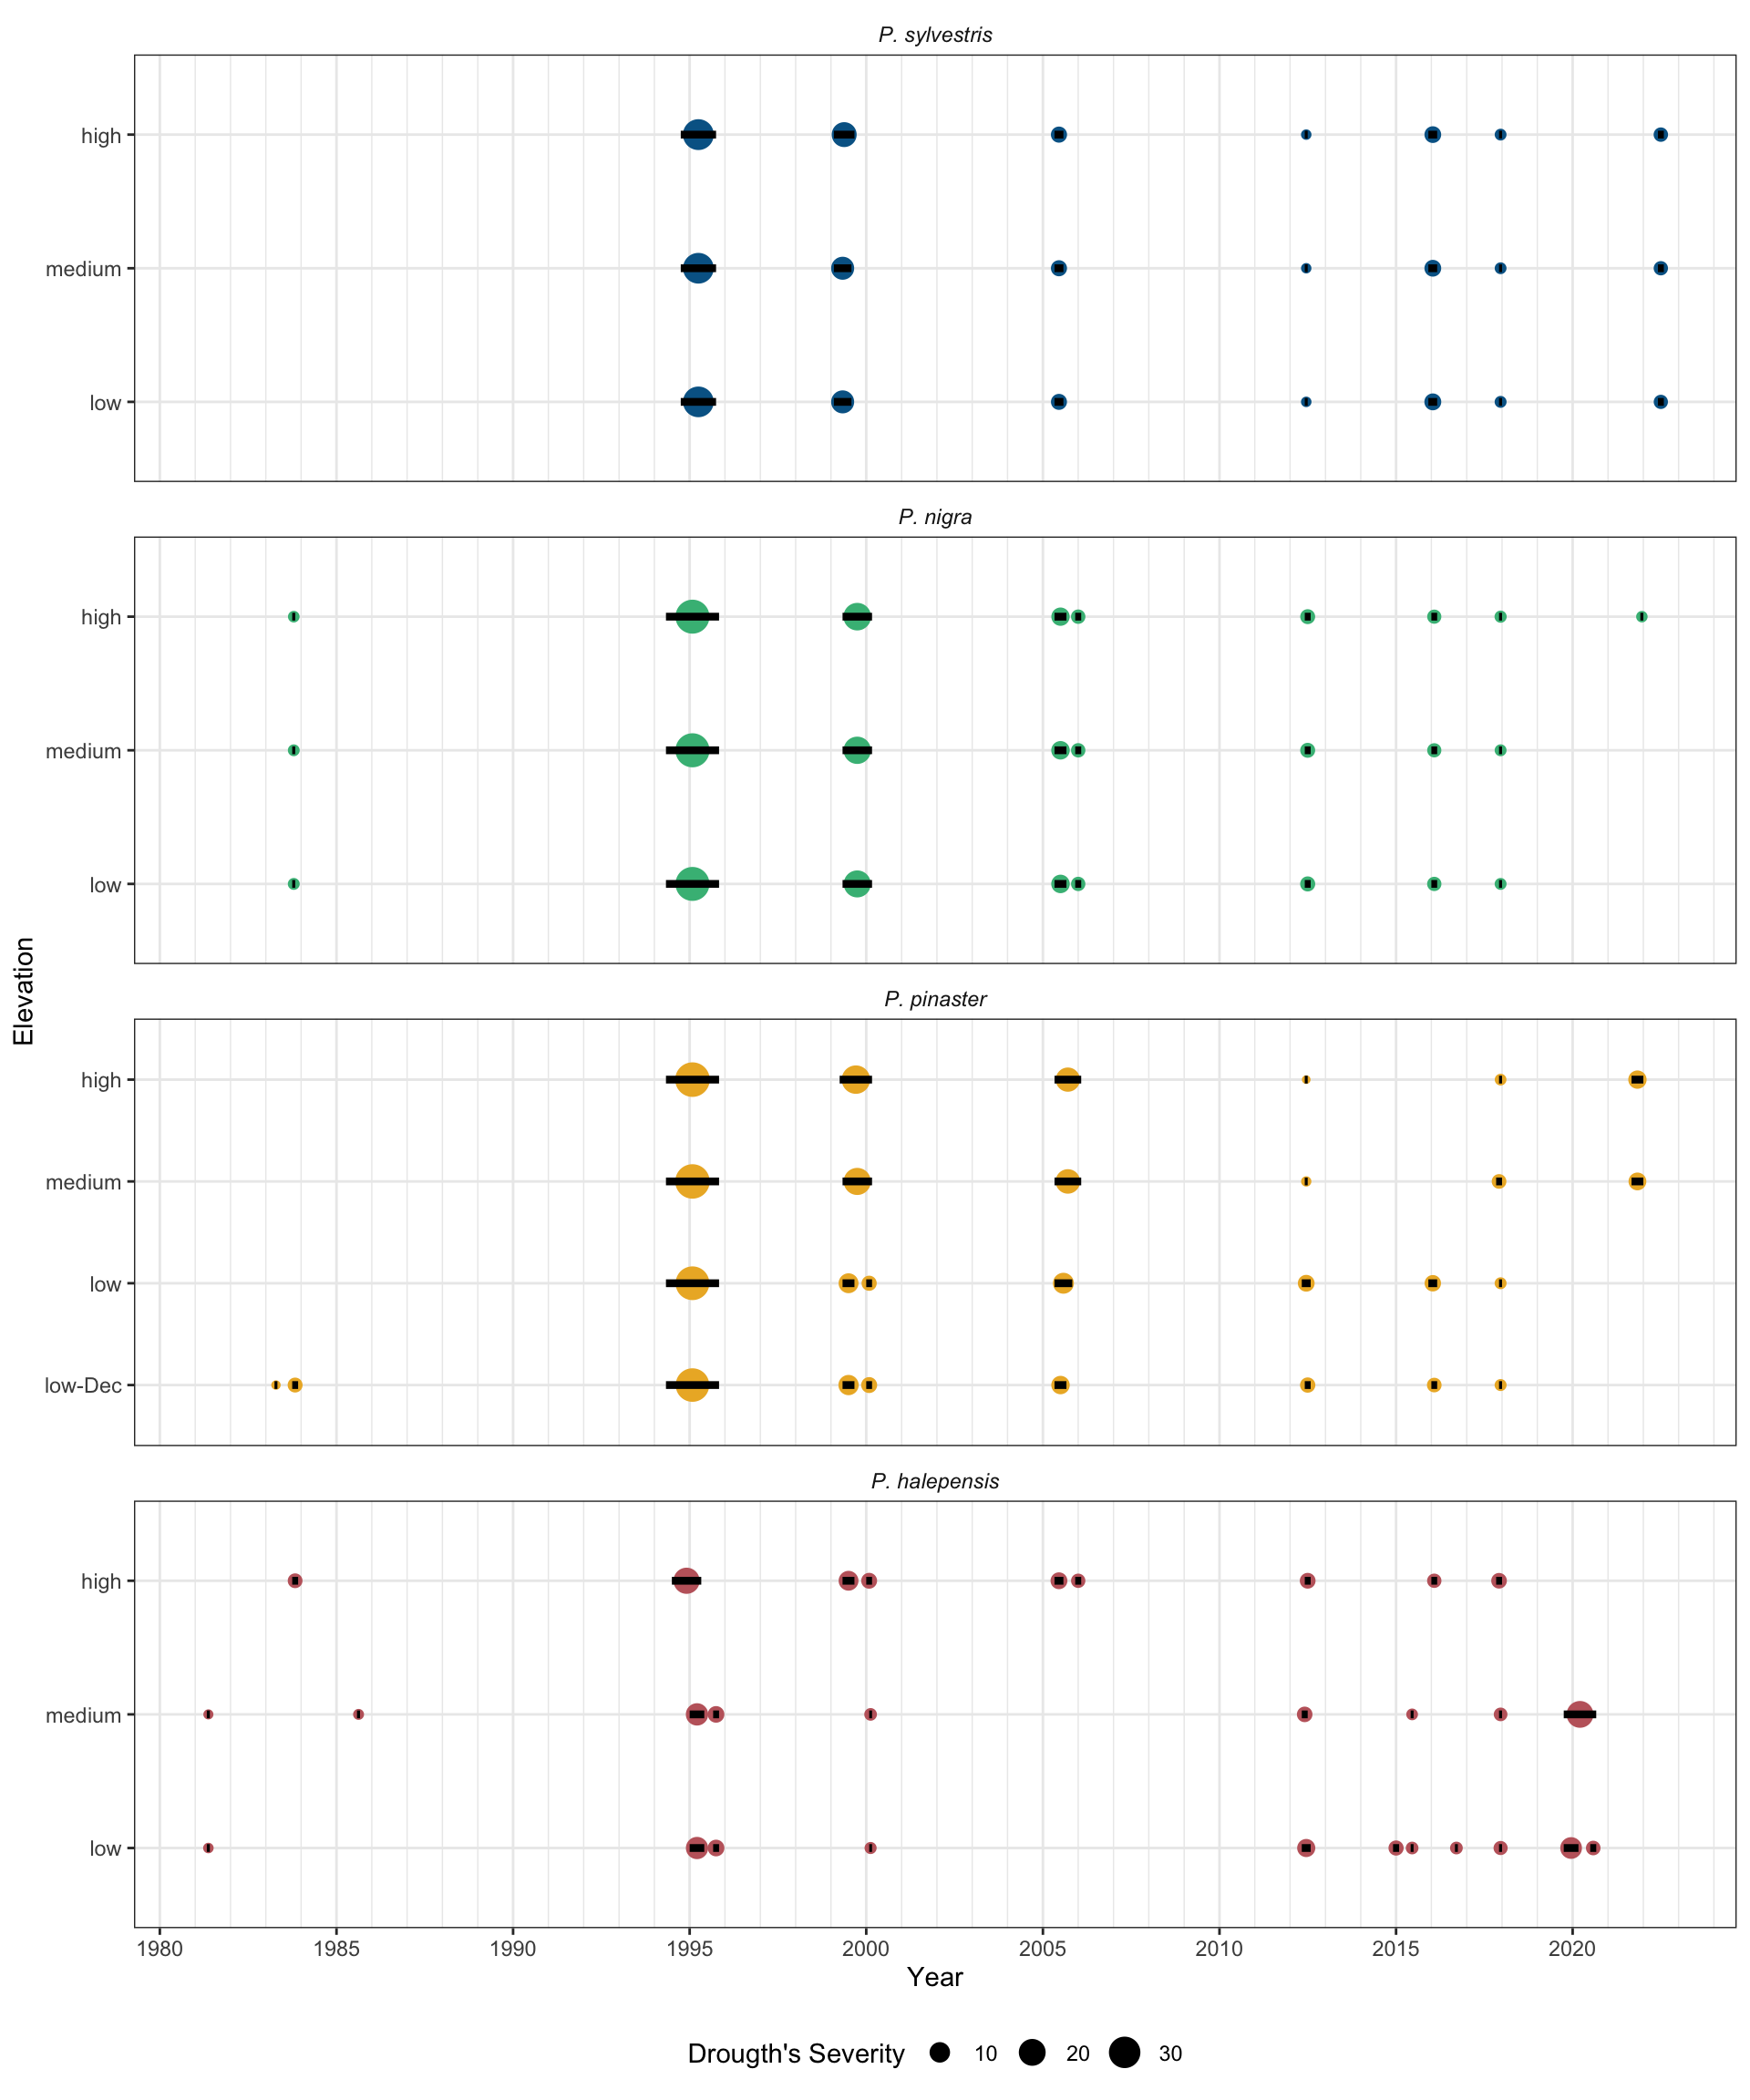 P. sylvestris
high
medium
low
P. nigra
high
medium
low
Elevation
P. pinaster
high
medium
low
low-Dec
P. halepensis
high
medium
low
1980 1985 1990 1995 2000 2005 2010 2015 2020
Year
Drougth's Severity 10 20 30